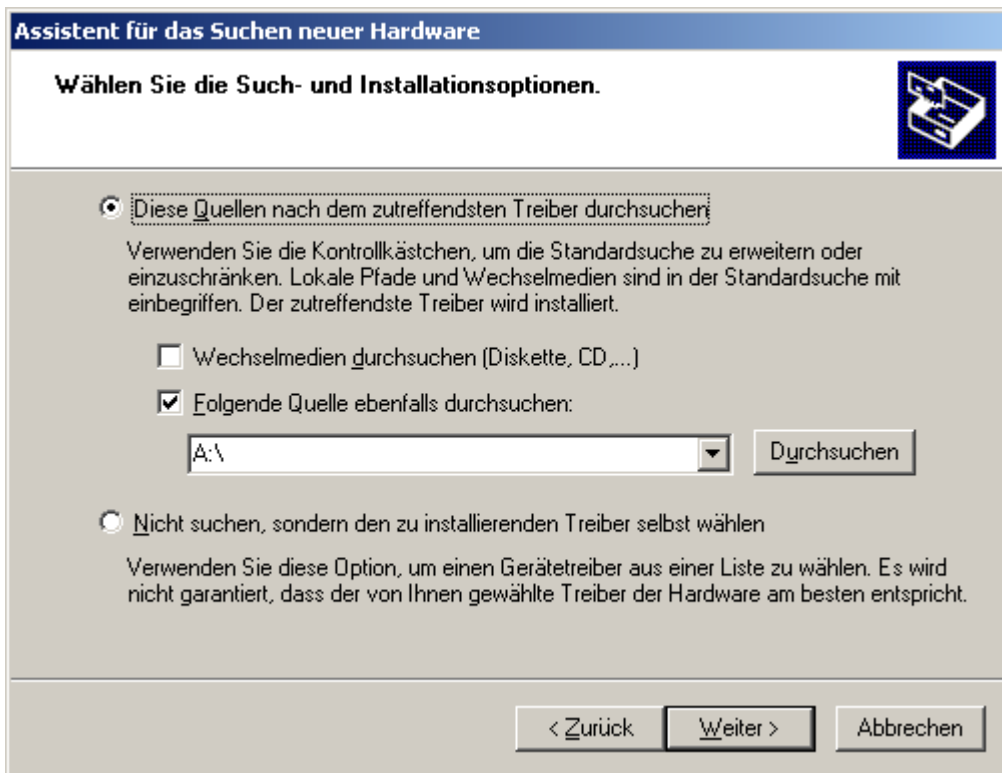 Assistent für das Suchen neuer Hardware
Wählen Sie die Such- und Installationsoptionen.
Diese Quellen nach dem zutreffendsten Treiber durchsuchen
Verwenden Sie die Kontrollkästchen, um die Standardsuche zu erweitern oder
einzuschränken. Lokale Pfade und Wechselmedien sind in der Standardsuche mit
einbegriffen. Der zutreffendste Treiber wird installiert.
Wechselmedien durchsuchen (Diskette, CD,...)
Folgende Quelle ebenfalls durchsuchen:
A:\
Durchsuchen
Nicht suchen, sondern den zu installierenden Treiber selbst wählen
Verwenden Sie diese Option, um einen Gerätetreiber aus einer Liste zu wählen. Es wird
nicht garantiert, dass der von Ihnen gewählte Treiber der Hardware am besten entspricht.
< Zurück
Weiter >
Abbrechen